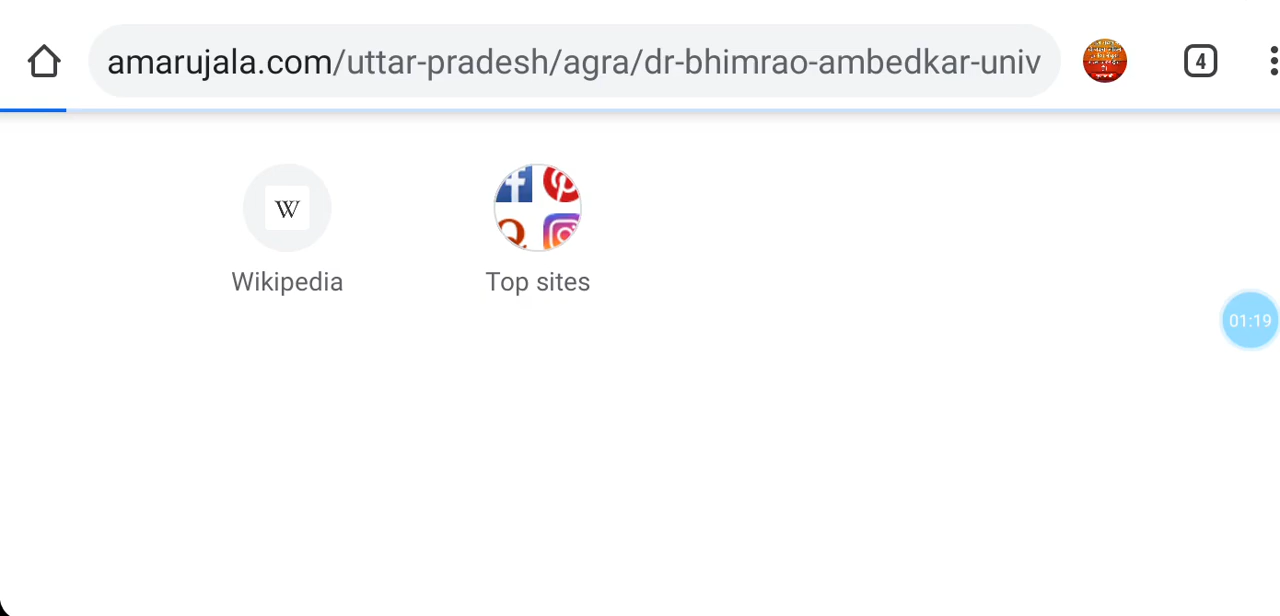 amarujala.com/uttar-pradesh/agra/dr-bhimrao-ambedkar-univ
4
W
Wikipedia
Top sites
01:19